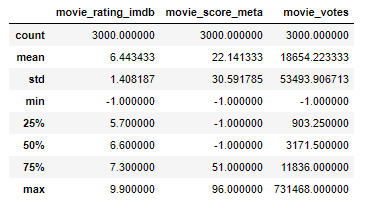 movie_rating_imdb movie_score_meta movie_votes
count 3000.000000 3000.000000 3000.000000
mean 6.443433 22.141333 18654.223333
std 1.408187 30.591785 53493.906713
min -1.000000 -1.000000 -1.000000
25% 5.700000 -1.000000 903.250000
50% 6.600000 -1.000000 3171.500000
75% 7.300000 51.000000 11836.000000
max 9.900000 96.000000 731468.000000